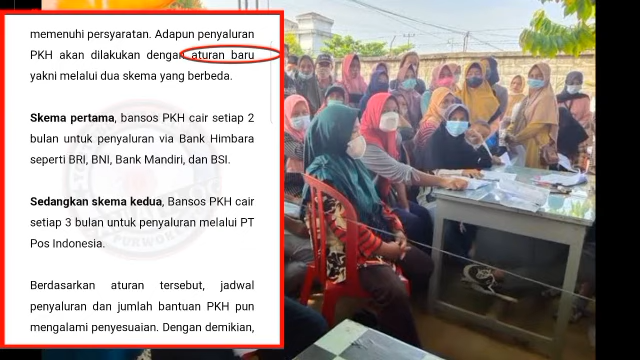 memenuhi persyaratan. Adapun penyaluran
PKH akan dilakukan dengan aturan baru
yakni melalui dua skema yang berbeda.
Skema pertama, bansos PKH cair setiap 2
bulan untuk penyaluran via Bank Himbara
seperti BRI, BNI, Bank Mandiri, dan BSI.
Sedangkan skema kedua, Bansos PKH cair
setiap 3 bulan untuk penyaluran melalui PT
Pos Indonesia.
Berdasarkan aturan tersebut, jadwal
penyaluran dan jumlah bantuan PKH pun
mengalami penyesuaian. Dengan demikian,